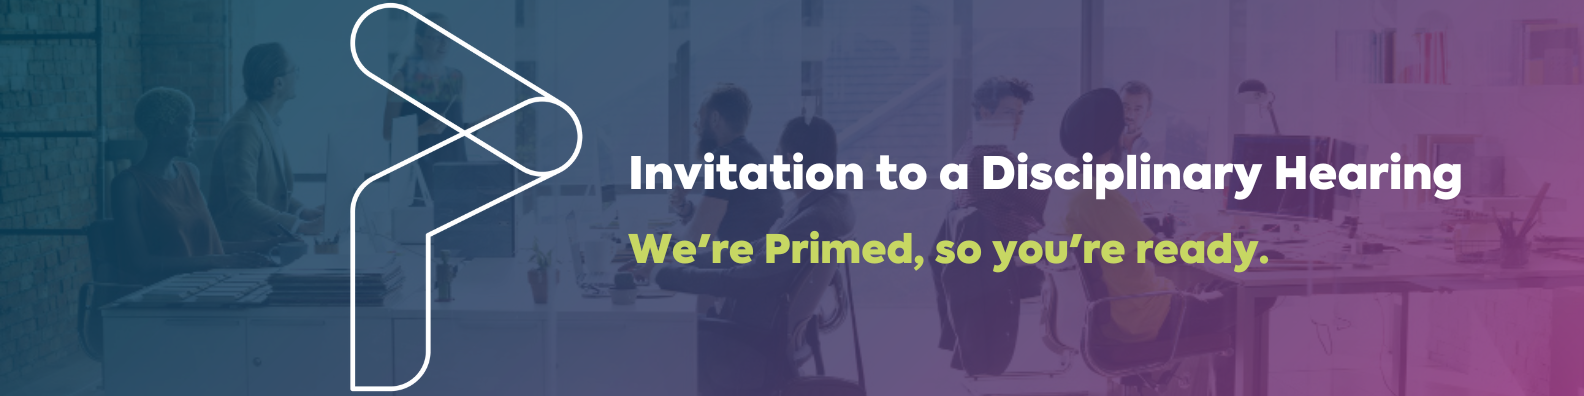 Invitation to a Disciplinary Hearing
We’re Primed, so you’re ready.